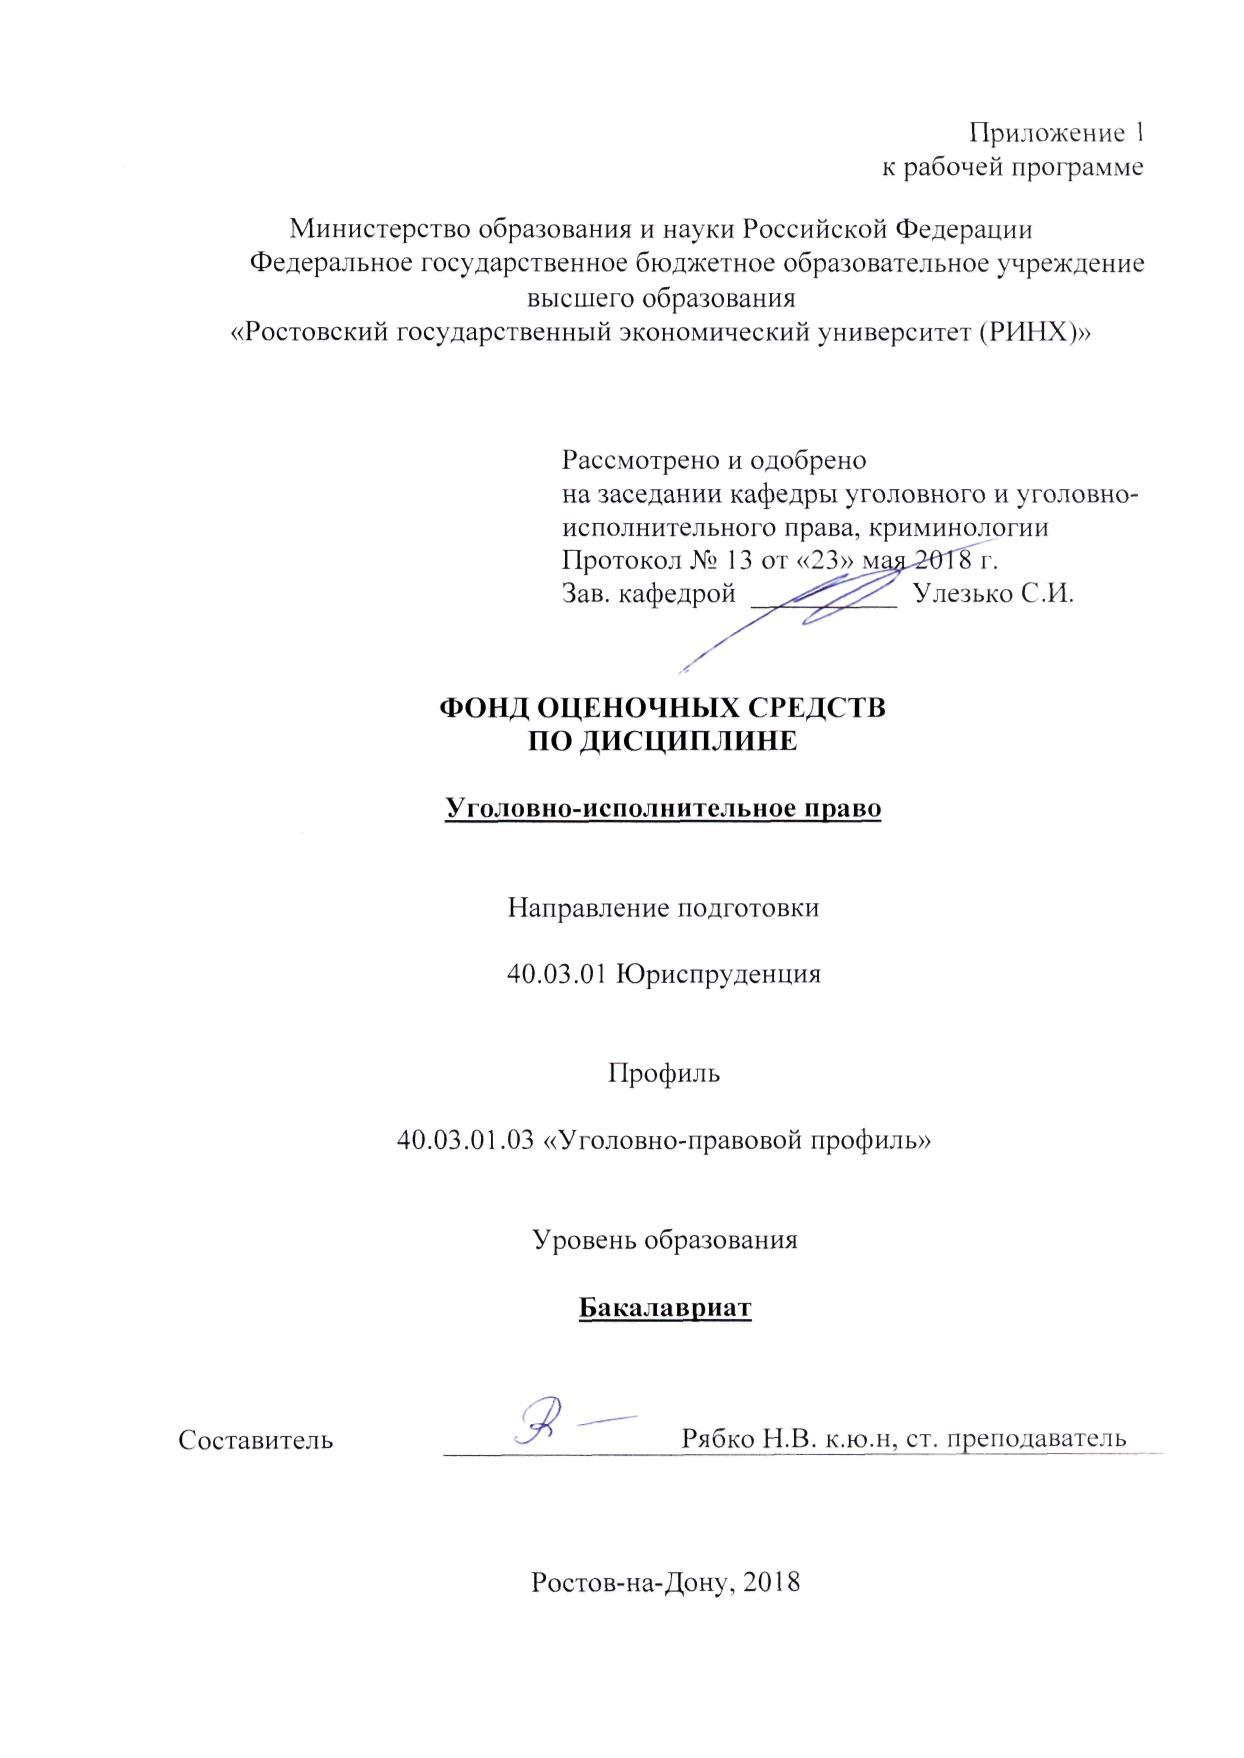 Приложение 1
к рабочей программе
Министерство образования и науки Российской Федерации
Федеральное государственное бюджетное образовательное учреждение
высшего образования
«Ростовский государственный экономический университет (РИНХ)»
Рассмотрено и одобрено
на заседании кафедры уголовного и уголовно-
исполнительного права, криминологии
Протокол № 13 от «23» мая 2018 г.
Зав. кафедрой __________ Улезько С.И.
ФОНД ОЦЕНОЧНЫХ СРЕДСТВ
ПО ДИСЦИПЛИНЕ
Уголовно-исполнительное право
Направление подготовки
40.03.01 Юриспруденция
Профиль
40.03.01.03 «Уголовно-правовой профиль»
Уровень образования
Бакалавриат
Составитель Рябко Н.В. к.ю.н, ст. преподаватель
Ростов-на-Дону, 2018